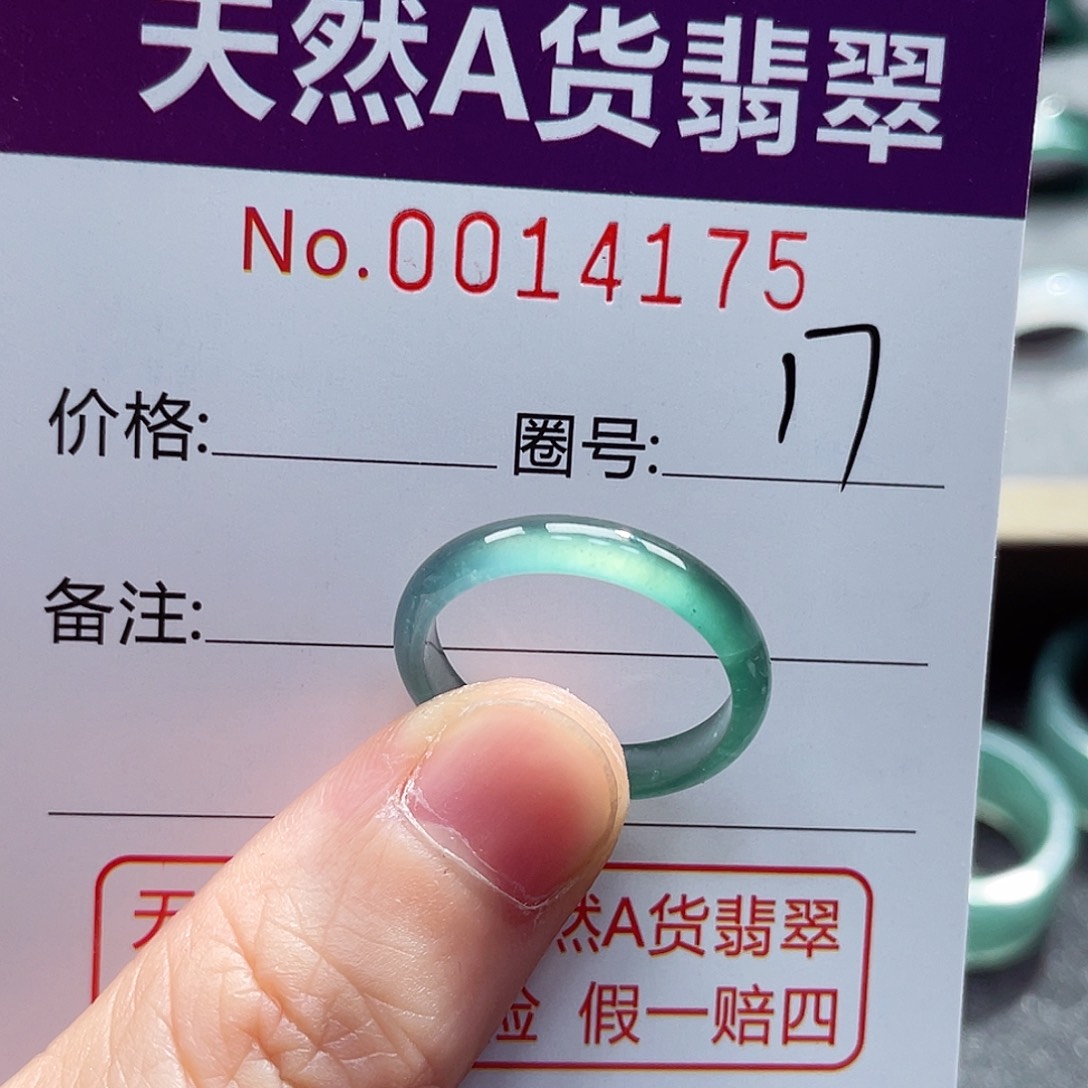 天然A货翡翠
No.0014175
价格: 圈号: 17
备注:
天 然A货翡翠
验 假一赔四